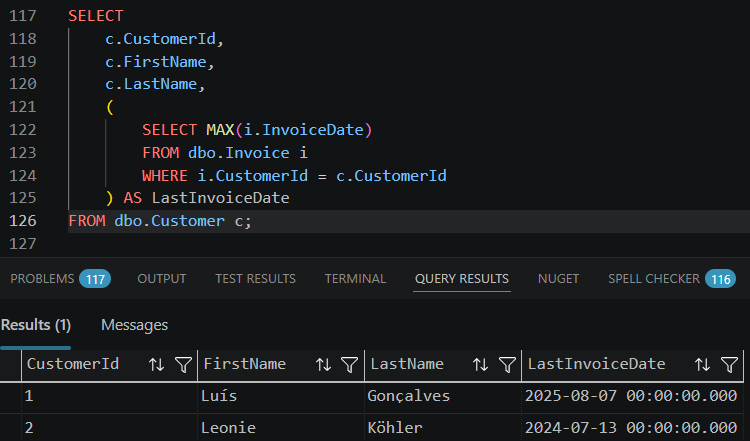 117 SELECT
118 c.CustomerId,
119 c.FirstName,
120 c.LastName,
121 (
122 SELECT MAX(i.InvoiceDate)
123 FROM dbo.Invoice i
124 WHERE i.CustomerId = c.CustomerId
125 ) AS LastInvoiceDate
126 FROM dbo.Customer c;
127
PROBLEMS 117 OUTPUT TEST RESULTS TERMINAL QUERY RESULTS NUGET SPELL CHECKER 116
Results (1) Messages
CustomerId FirstName LastName LastInvoiceDate
1 Luís Gonçalves 2025-08-07 00:00:00.000
2 Leonie Köhler 2024-07-13 00:00:00.000